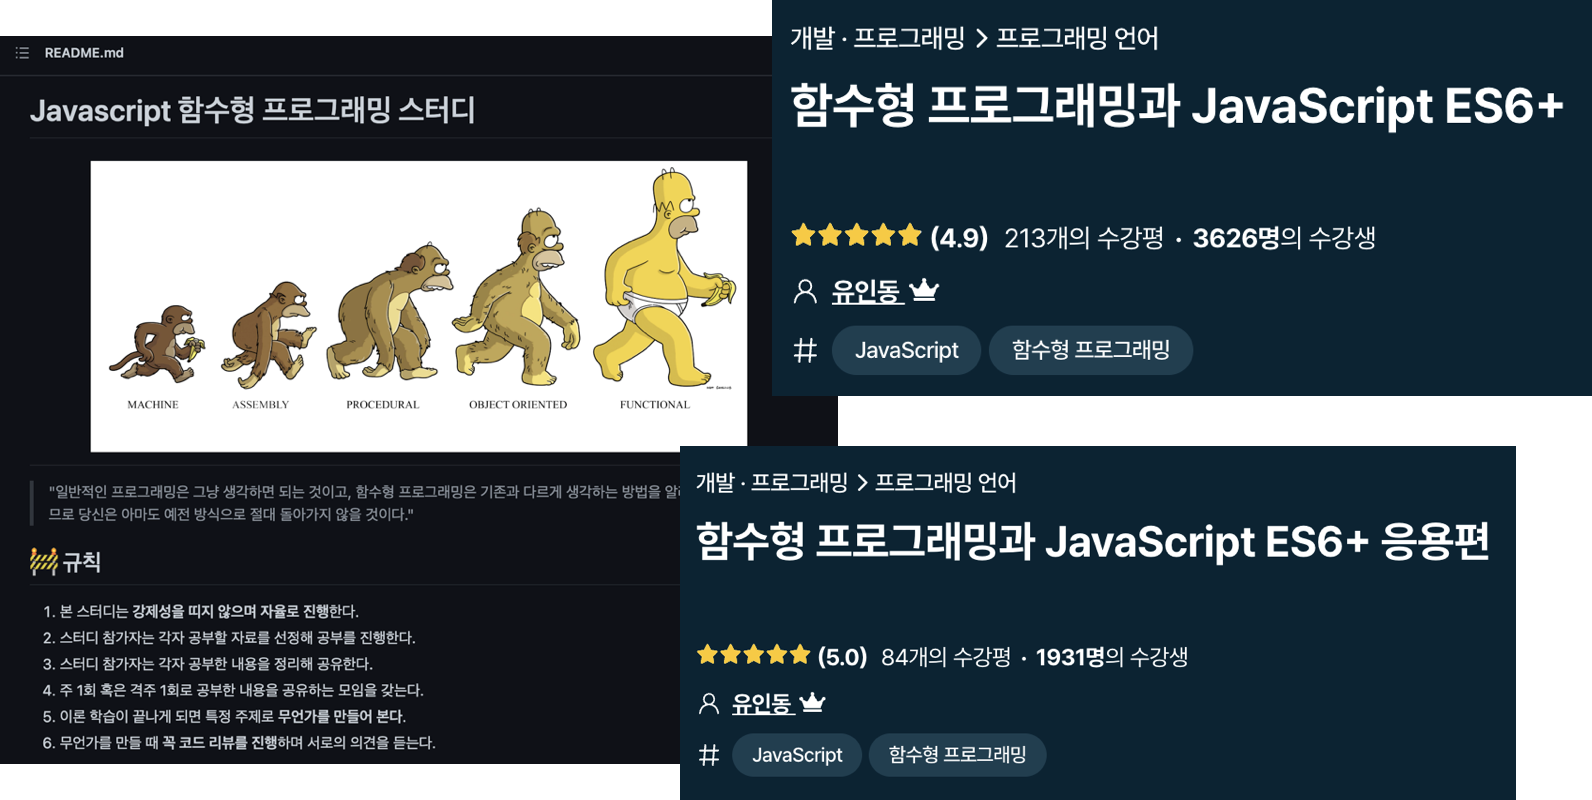 README.md
Javascript 함수형 프로그래밍 스터디
MACHINE
ASSEMBLY
PROCEDURAL
OBJECT ORIENTED
FUNCTIONAL
"일반적인 프로그래밍은 그냥 생각하면 되는 것이고, 함수형 프로그래밍은 기존과 다르게 생각하는 방법을
므로 당신은 아마도 예전 방식으로 절대 돌아가지 않을 것이다."
🚧 규칙
1. 본 스터디는 강제성을 띠지 않으며 자율로 진행한다.
2. 스터디 참가자는 각자 공부할 자료를 선정해 공부를 진행한다.
3. 스터디 참가자는 각자 공부한 내용을 정리해 공유한다.
4. 주 1회 혹은 격주 1회로 공부한 내용을 공유하는 모임을 갖는다.
5. 이론 학습이 끝나게 되면 특정 주제로 무언가를 만들어 본다.
6. 무언가를 만들 때 꼭 코드 리뷰를 진행하며 서로의 의견을 듣는다.
개발 · 프로그래밍 > 프로그래밍 언어
함수형 프로그래밍과 JavaScript ES6+
(4.9) 213개의 수강평 · 3626명의 수강생
유인동
# JavaScript 함수형 프로그래밍
개발 · 프로그래밍 > 프로그래밍 언어
함수형 프로그래밍과 JavaScript ES6+ 응용편
(5.0) 84개의 수강평 · 1931명의 수강생
유인동
# JavaScript 함수형 프로그래밍